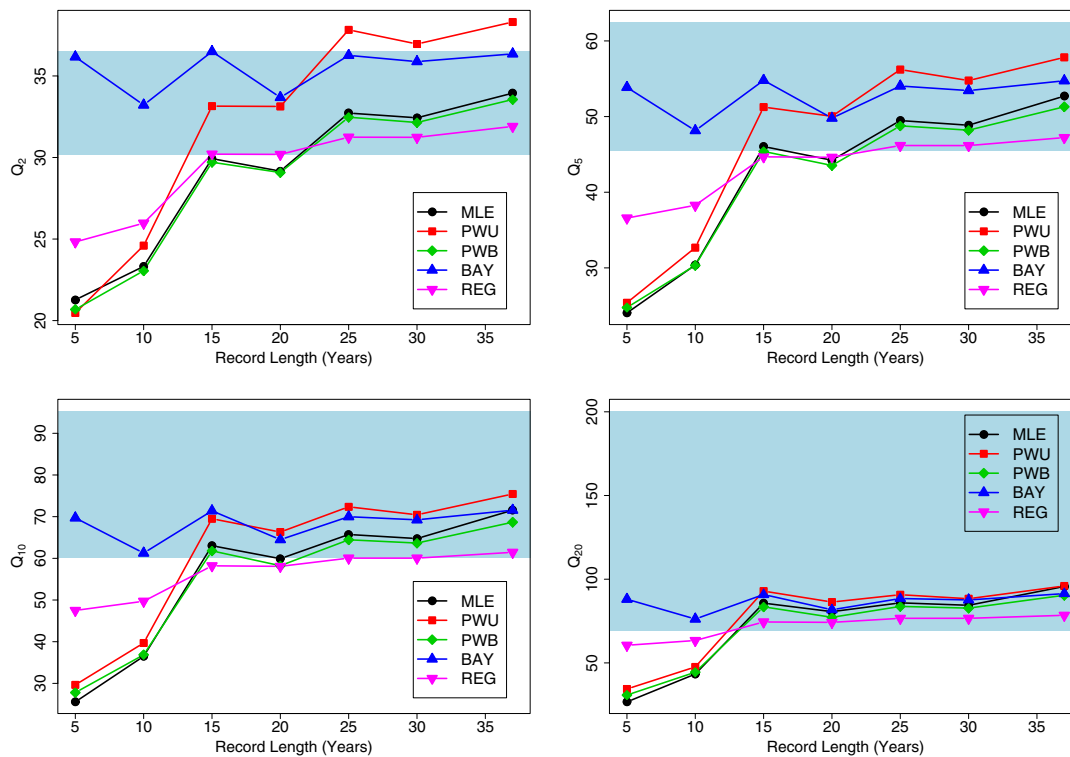 Q2
35
30
25
20
MLE
PWU
PWB
BAY
REG
5 10 15 20 25 30 35
Record Length (Years)
Q5
60
50
40
30
MLE
PWU
PWB
BAY
REG
5 10 15 20 25 30 35
Record Length (Years)
Q10
90
80
70
60
50
40
30
MLE
PWU
PWB
BAY
REG
5 10 15 20 25 30 35
Record Length (Years)
Q20
200
150
100
50
MLE
PWU
PWB
BAY
REG
5 10 15 20 25 30 35
Record Length (Years)